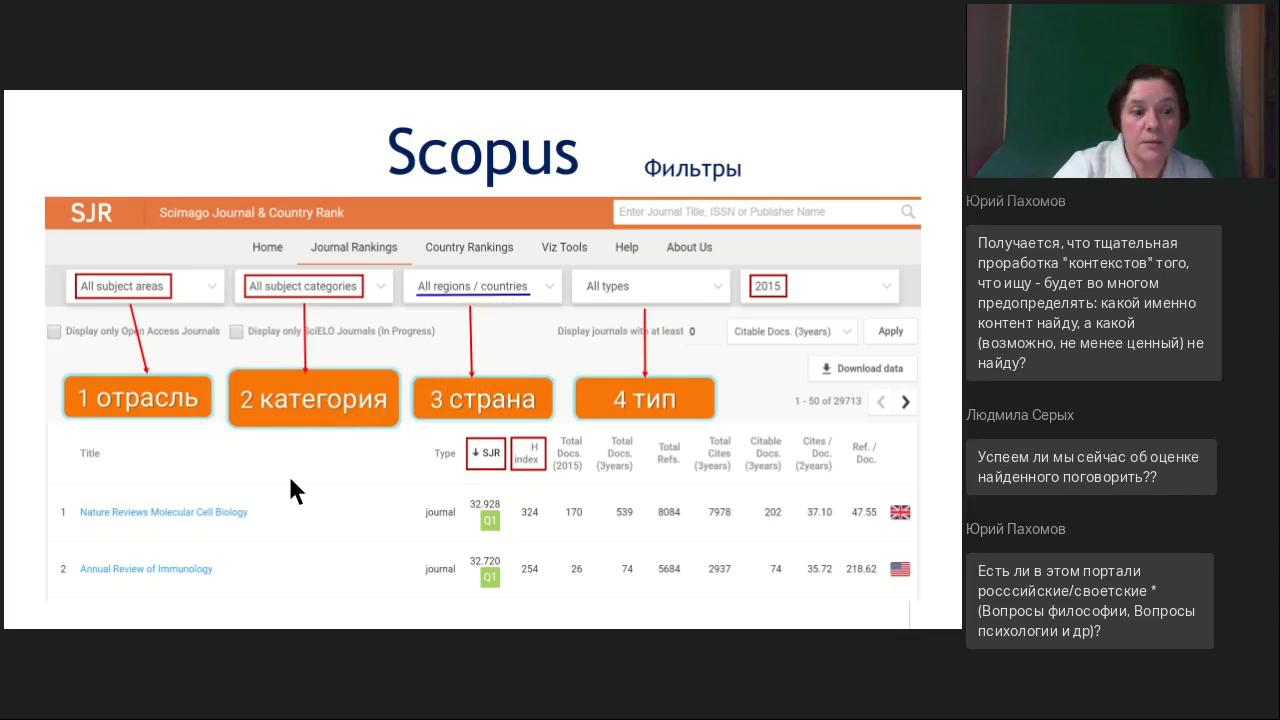 Scopus
Фильтры
SJR
Scimago Journal & Country Rank
Enter Journal Title, ISSN or Publisher Name
Home
Journal Rankings
Country Rankings
Viz Tools
Help
About Us
All subject areas
All subject categories
All regions / countries
All types
2015
Display only Open Access Journals
Display only SciELO Journals (In Progress)
Display journals with at least 0
Citable Docs. (3years)
Apply
Download data
1 отрасль
2 категория
3 страна
4 тип
1 - 50 of 29713
Title
Type
SJR
H
index
Total
Docs.
(2015)
Total
Docs.
(3years)
Total
Refs.
Total
Cites
(3years)
Citable
Docs.
(3years)
Cites /
Doc.
(2years)
Ref. /
Doc.
1 Nature Reviews Molecular Cell Biology journal 32.928 Q1 324 170 539 8084 7978 202 37.10 47.55
2 Annual Review of Immunology journal 32.720 Q1 254 26 74 5684 2937 74 35.72 218.62
Юрий Пахомов
Получается, что тщательная
проработка "контекстов" того,
что ищу - будет во многом
предопределять: какой именно
контент найду, а какой
(возможно, не менее ценный) не
найду?
Людмила Серых
Успеем ли мы сейчас об оценке
найденного поговорить??
Юрий Пахомов
Есть ли в этом портали
росссийские/своетские *
(Вопросы философии, Вопросы
психологии и др)?